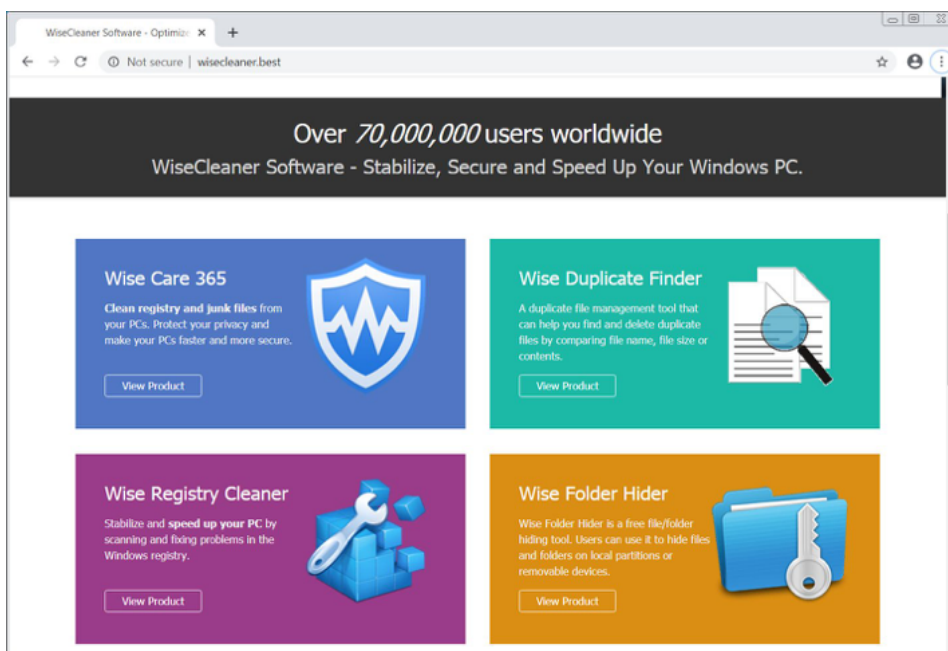 WiseCleaner Software - Optimiz
Not secure | wisecleaner.best
Over 70,000,000 users worldwide
WiseCleaner Software - Stabilize, Secure and Speed Up Your Windows PC.
Wise Care 365
Clean registry and junk files from
your PCs. Protect your privacy and
make your PCs faster and more secure.
View Product
Wise Duplicate Finder
A duplicate file management tool that
can help you find and delete duplicate
files by comparing file name, file size or
contents.
View Product
Wise Registry Cleaner
Stabilize and speed up your PC by
scanning and fixing problems in the
Windows registry.
View Product
Wise Folder Hider
Wise Folder Hider is a free file/folder
hiding tool. Users can use it to hide files
and folders on local partitions or
removable devices.
View Product